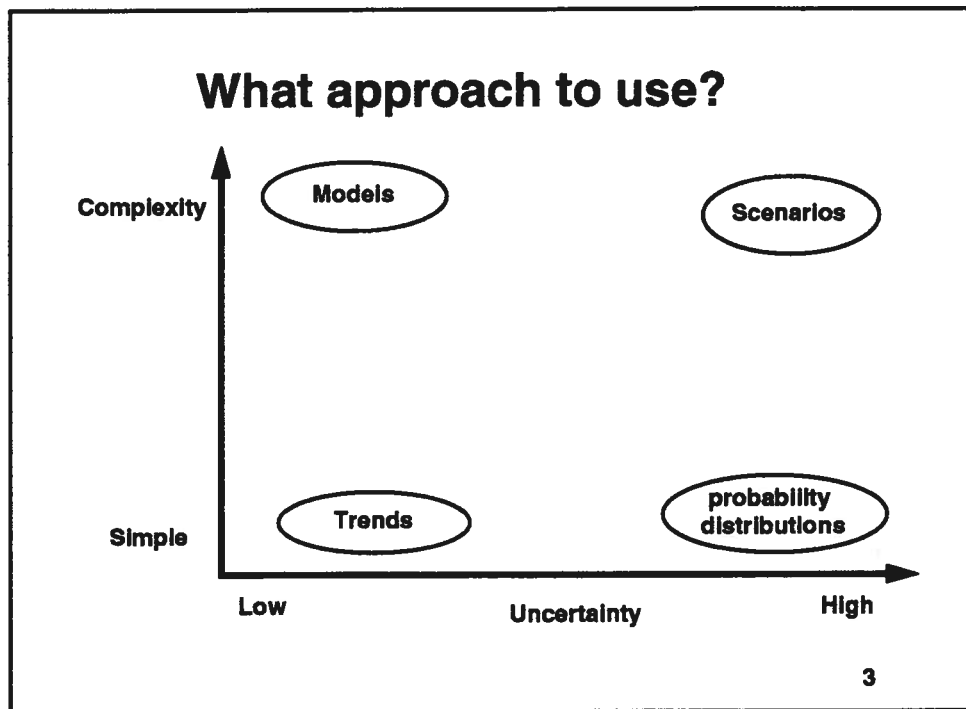 What approach to use?
Complexity
Models
Scenarios
Simple
Trends
probability
distributions
Low
Uncertainty
High
3